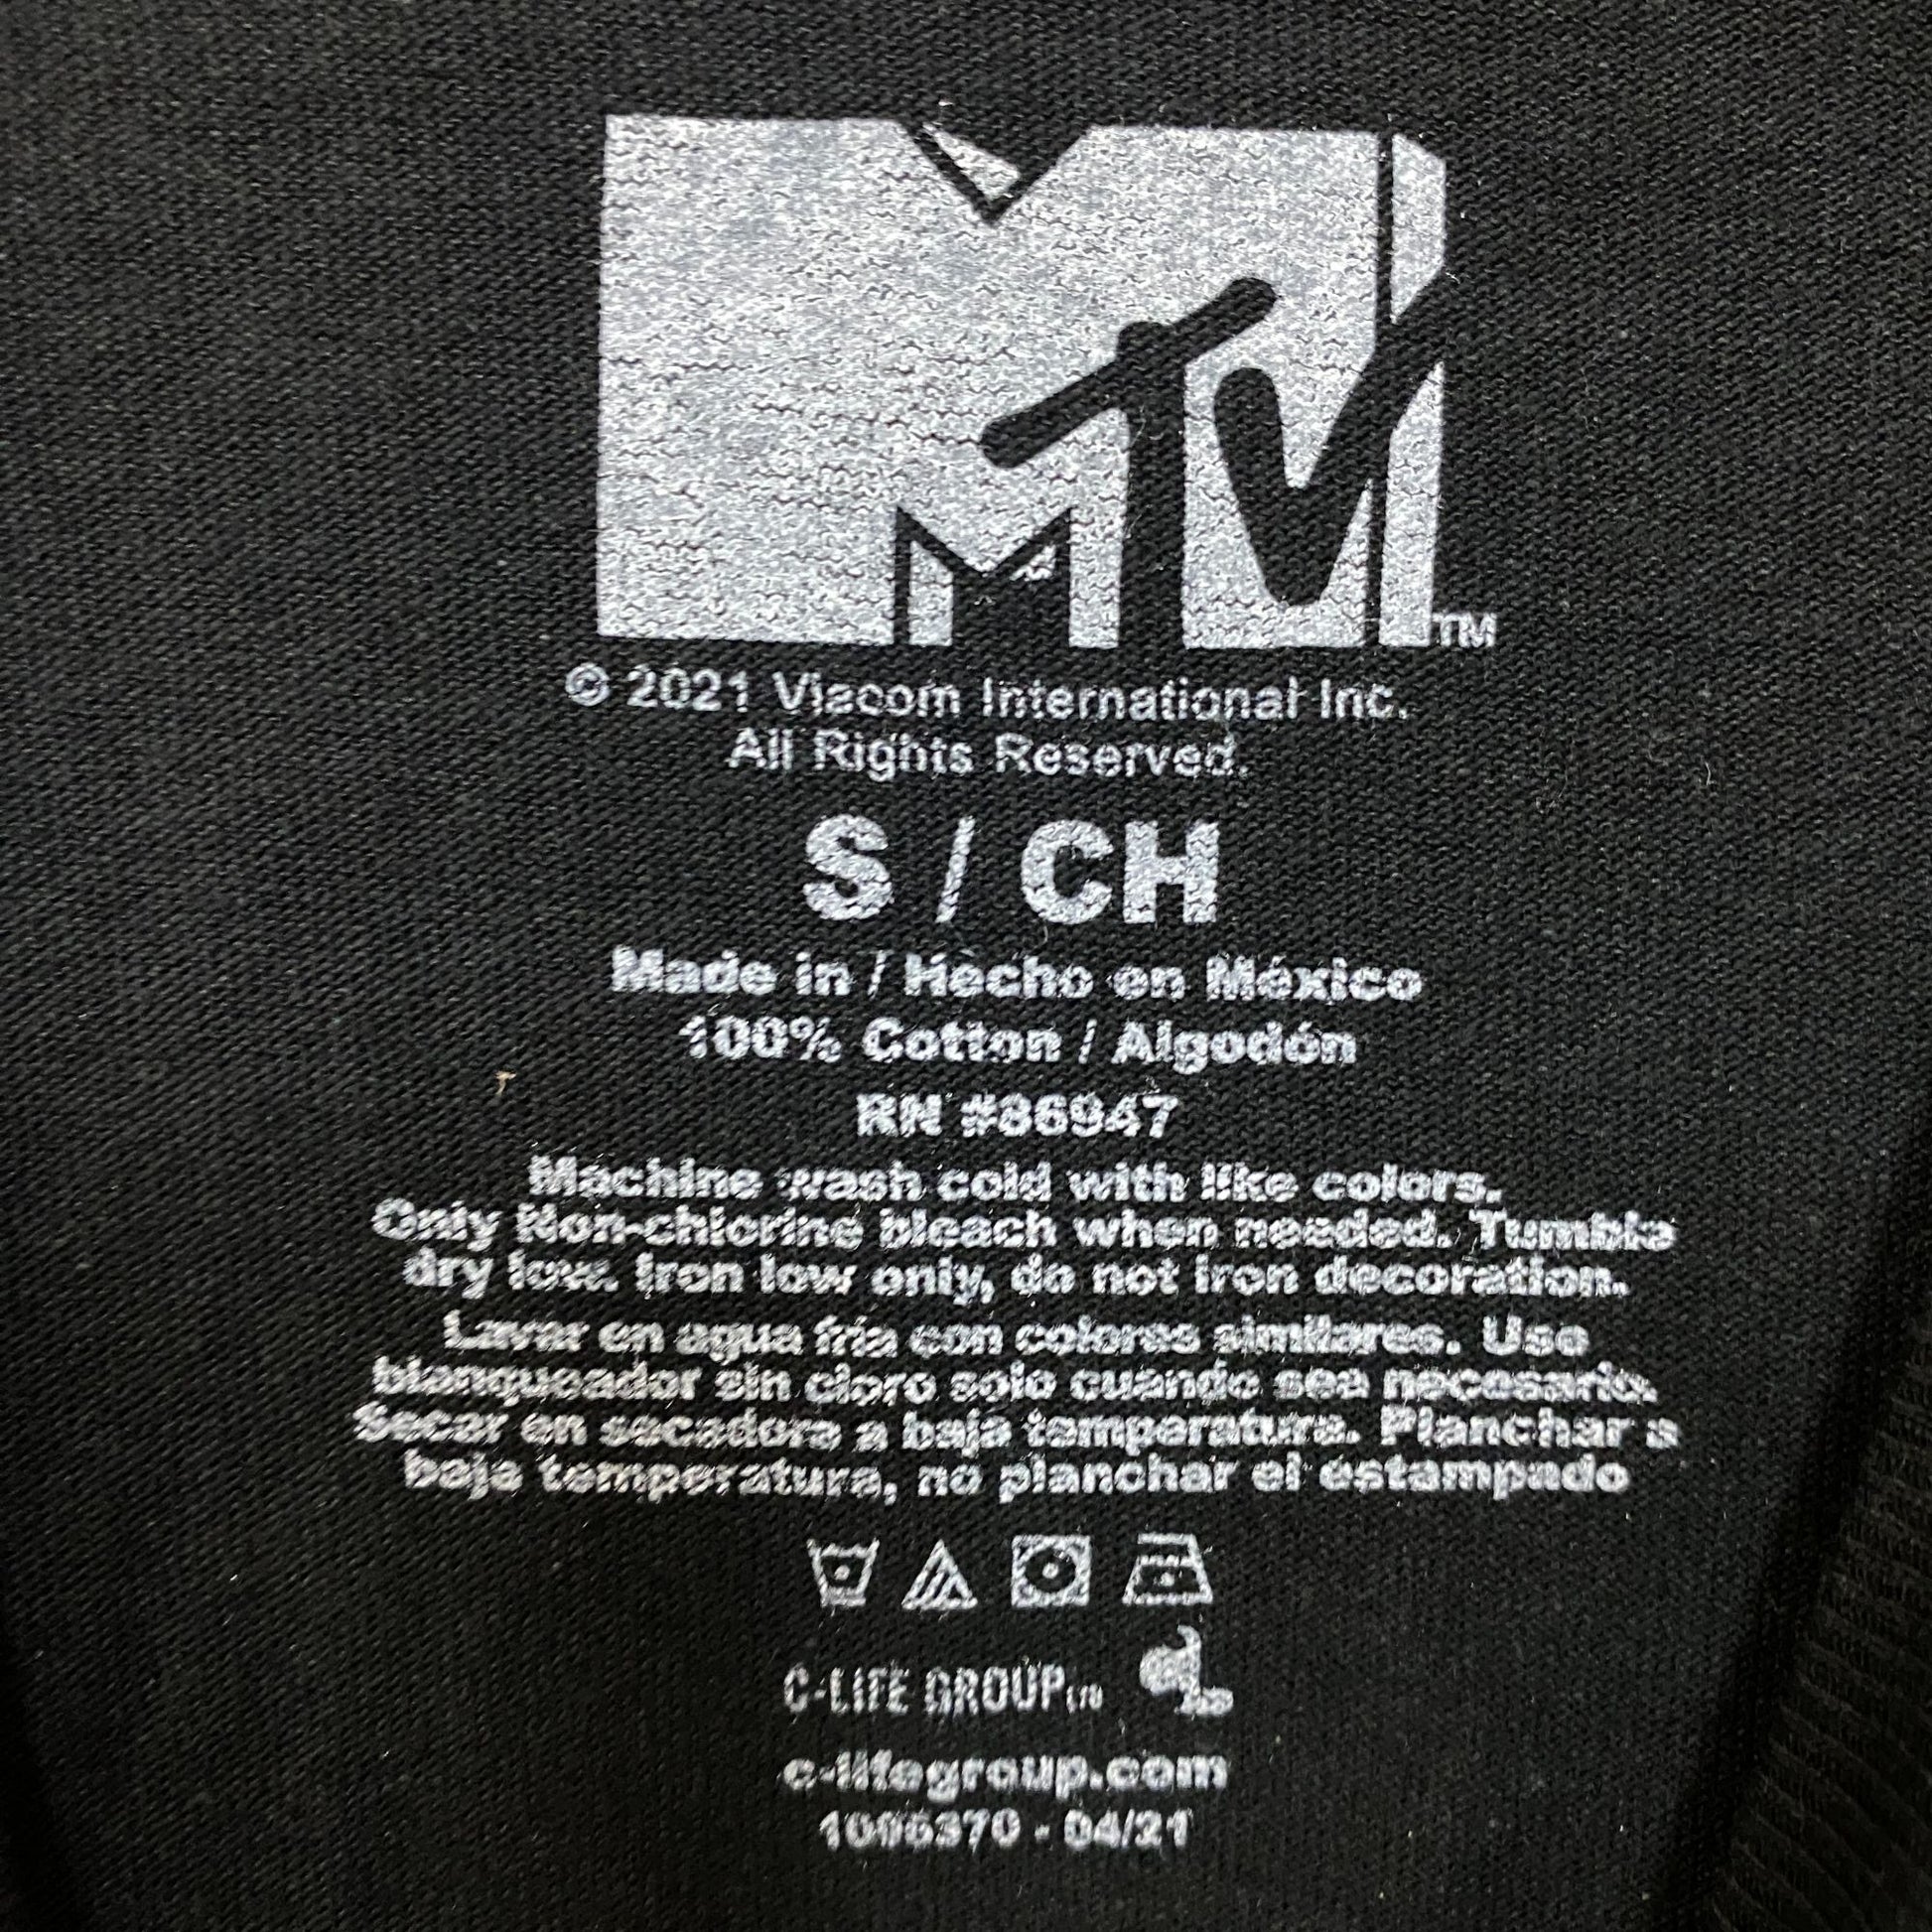 MTV TM
© 2021 Viacom International Inc.
All Rights Reserved.
S / CH
Made in / Hecho en México
100% Cotton / Algodón
RN #86947
Machine wash cold with like colors.
Only Non-chlorine bleach when needed. Tumble
dry low. Iron low only, do not iron decoration.
Lavar en agua fría con colores similares. Use
blanqueador sin cloro solo cuando sea necesario.
Secar en secadora a baja temperatura. Planchar a
baja temperatura, no planchar el estampado
C-LIFE GROUP LTD
c-lifegroup.com
1096370 - 04/21